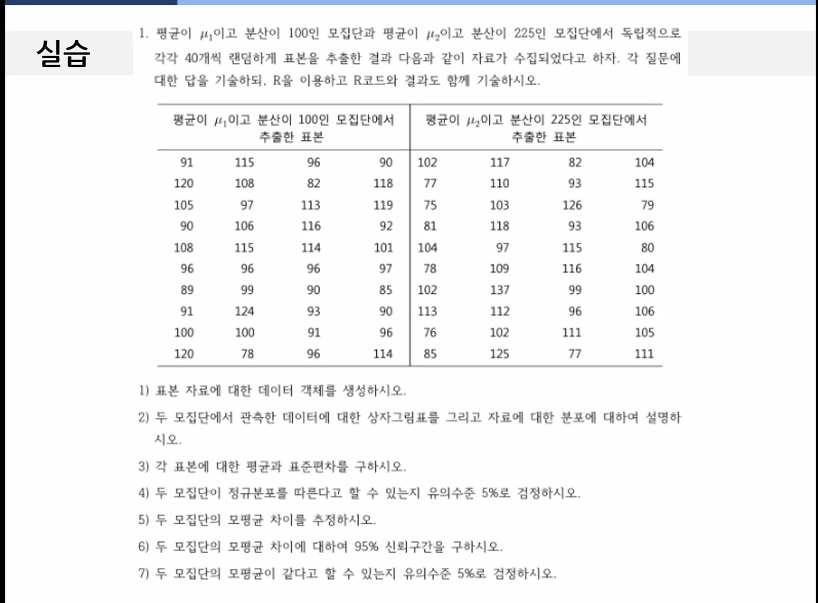 실습
1. 평균이 μ₁이고 분산이 100인 모집단과 평균이 μ₂이고 분산이 225인 모집단에서 독립적으로
각각 40개씩 랜덤하게 표본을 추출한 결과 다음과 같이 자료가 수집되었다고 하자. 각 질문에
대한 답을 기술하되, R을 이용하고 R코드와 결과도 함께 기술하시오.
평균이 μ₁이고 분산이 100인 모집단에서 평균이 μ₂이고 분산이 225인 모집단에서
추출한 표본 추출한 표본
91 115 96 90 102 117 82 104
120 108 82 118 77 110 93 115
105 97 113 119 75 103 126 79
90 106 116 92 81 118 93 106
108 115 114 101 104 97 115 80
96 96 96 97 78 109 116 104
89 99 90 85 102 137 99 100
91 124 93 90 113 112 96 106
100 100 91 96 76 102 111 105
120 78 96 114 85 125 77 111
1) 표본 자료에 대한 데이터 객체를 생성하시오.
2) 두 모집단에서 관측한 데이터에 대한 상자그림표를 그리고 자료에 대한 분포에 대하여 설명하
시오.
3) 각 표본에 대한 평균과 표준편차를 구하시오.
4) 두 모집단이 정규분포를 따른다고 할 수 있는지 유의수준 5%로 검정하시오.
5) 두 모집단의 모평균 차이를 추정하시오.
6) 두 모집단의 모평균 차이에 대하여 95% 신뢰구간을 구하시오.
7) 두 모집단의 모평균이 같다고 할 수 있는지 유의수준 5%로 검정하시오.